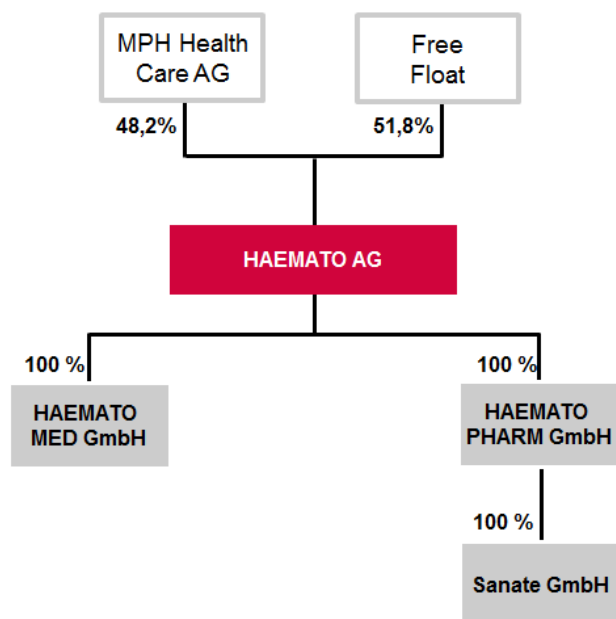 MPH Health
Care AG
Free
Float
48,2%
51,8%
HAEMATO AG
100 %
100 %
HAEMATO
MED GmbH
HAEMATO
PHARM GmbH
100 %
Sanate GmbH